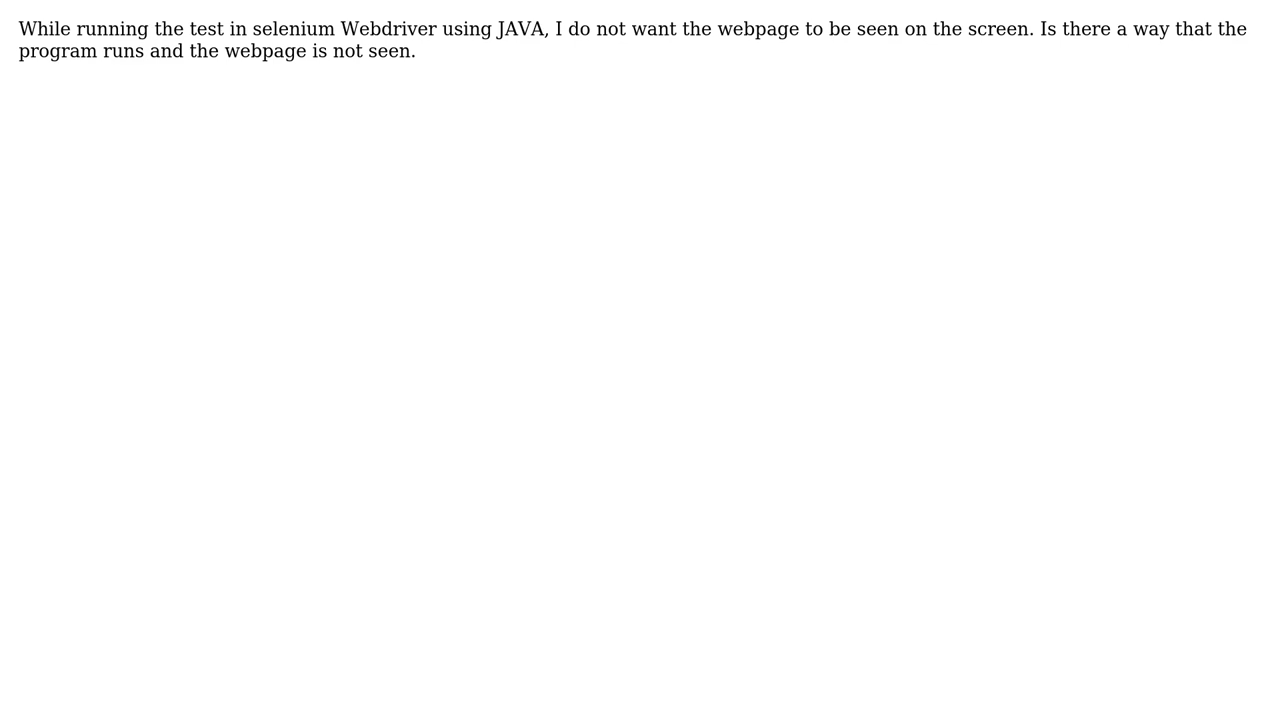 While running the test in selenium Webdriver using JAVA, I do not want the webpage to be seen on the screen. Is there a way that the
program runs and the webpage is not seen.